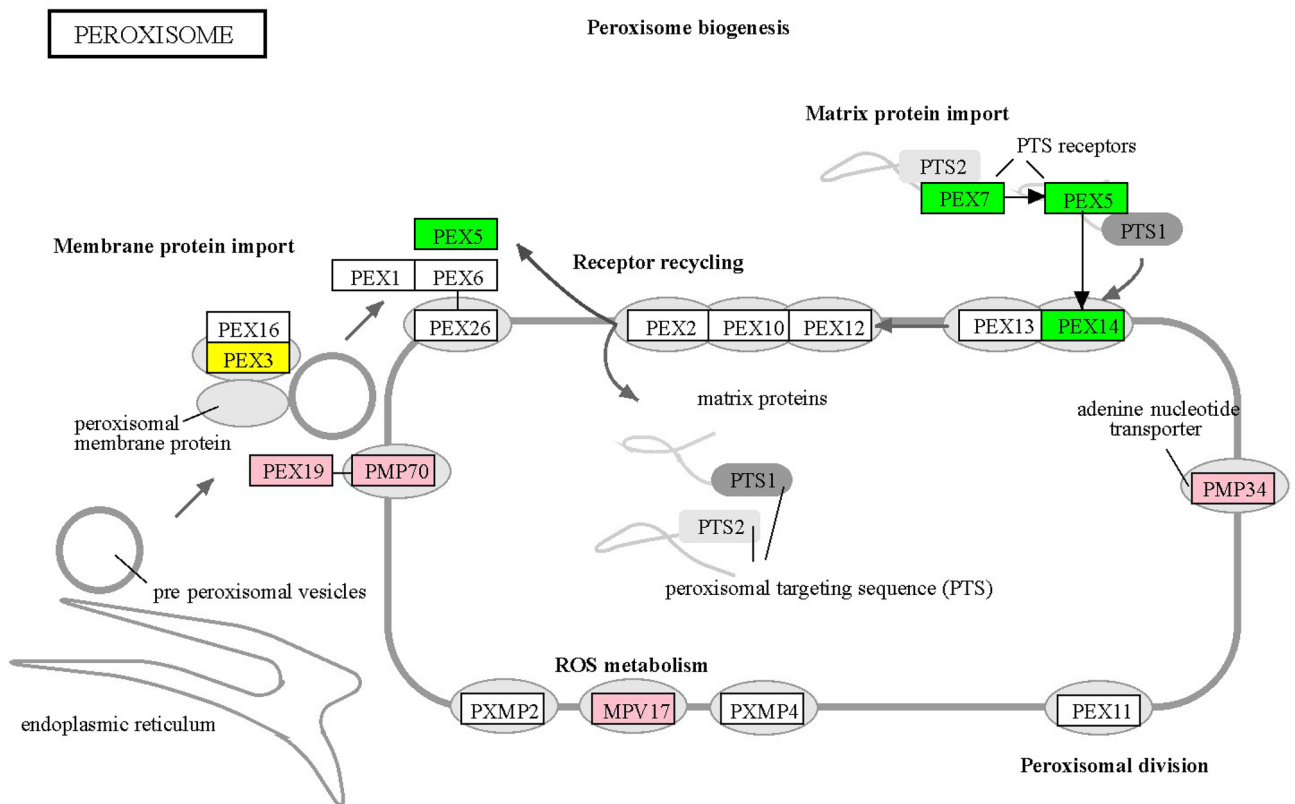 PEROXISOME
Peroxisome biogenesis
Matrix protein import
PTS receptors
PTS2
PEX7
PEX5
PTS1
Membrane protein import
PEX5
Receptor recycling
PEX1
PEX6
PEX16
PEX3
PEX26
PEX2
PEX10
PEX12
PEX13
PEX14
matrix proteins
peroxisomal
membrane protein
adenine nucleotide
transporter
PEX19
PMP70
PTS1
PMP34
PTS2
pre peroxisomal vesicles
peroxisomal targeting sequence (PTS)
ROS metabolism
endoplasmic reticulum
PXMP2
MPV17
PXMP4
PEX11
Peroxisomal division